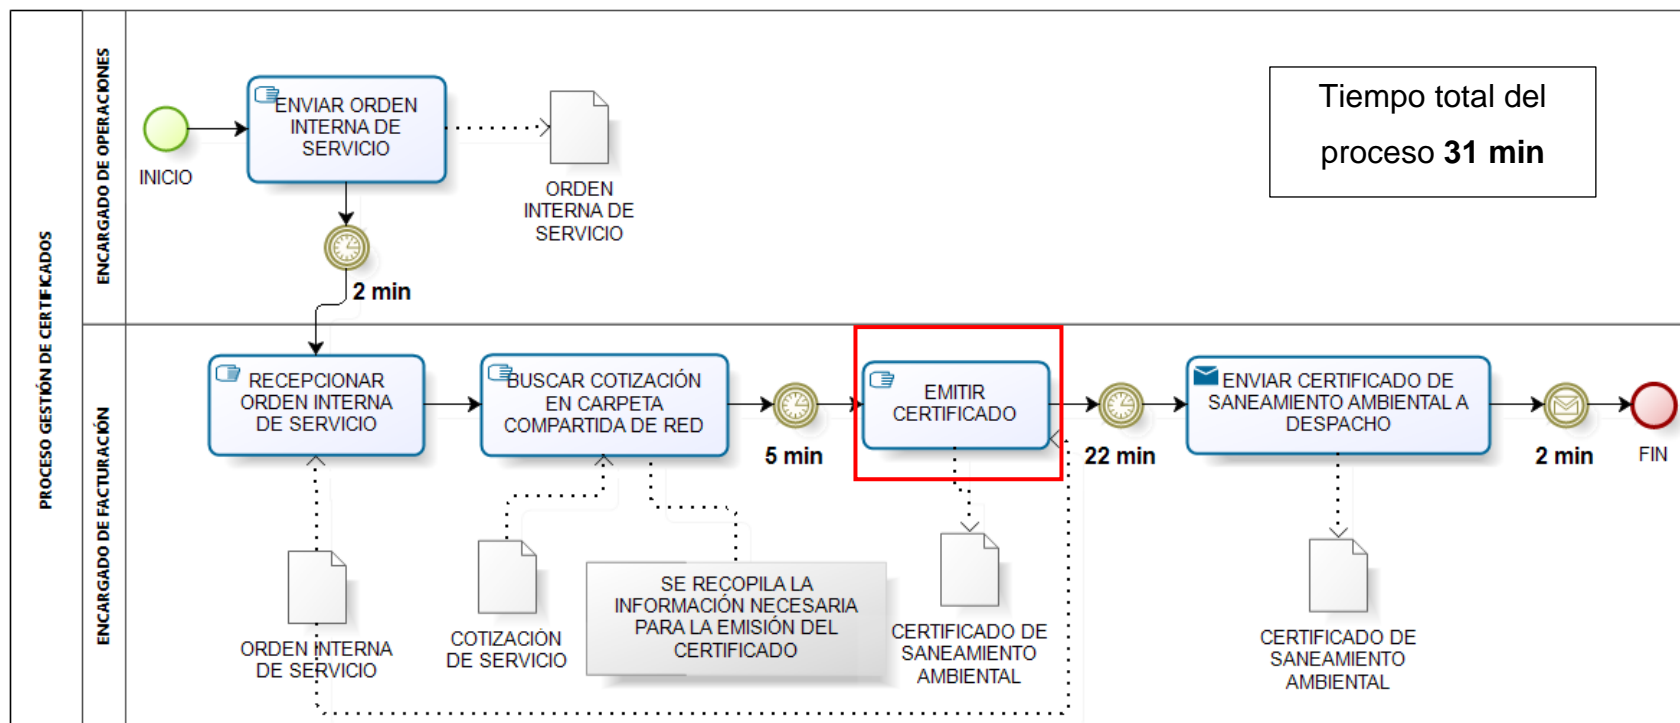 PROCESO GESTIÓN DE CERTIFICADOS
ENCARGADO DE OPERACIONES
INICIO
ENVIAR ORDEN
INTERNA DE
SERVICIO
ORDEN
INTERNA DE
SERVICIO
2 min
Tiempo total del
proceso 31 min
ENCARGADO DE FACTURACIÓN
RECEPCIONAR
ORDEN INTERNA
DE SERVICIO
BUSCAR COTIZACIÓN
EN CARPETA
COMPARTIDA DE RED
5 min
EMITIR
CERTIFICADO
22 min
ENVIAR CERTIFICADO DE
SANEAMIENTO AMBIENTAL A
DESPACHO
2 min
FIN
ORDEN INTERNA
DE SERVICIO
COTIZACIÓN
DE SERVICIO
SE RECOPILA LA
INFORMACIÓN NECESARIA
PARA LA EMISIÓN DEL
CERTIFICADO
CERTIFICADO DE
SANEAMIENTO
AMBIENTAL
CERTIFICADO DE
SANEAMIENTO
AMBIENTAL